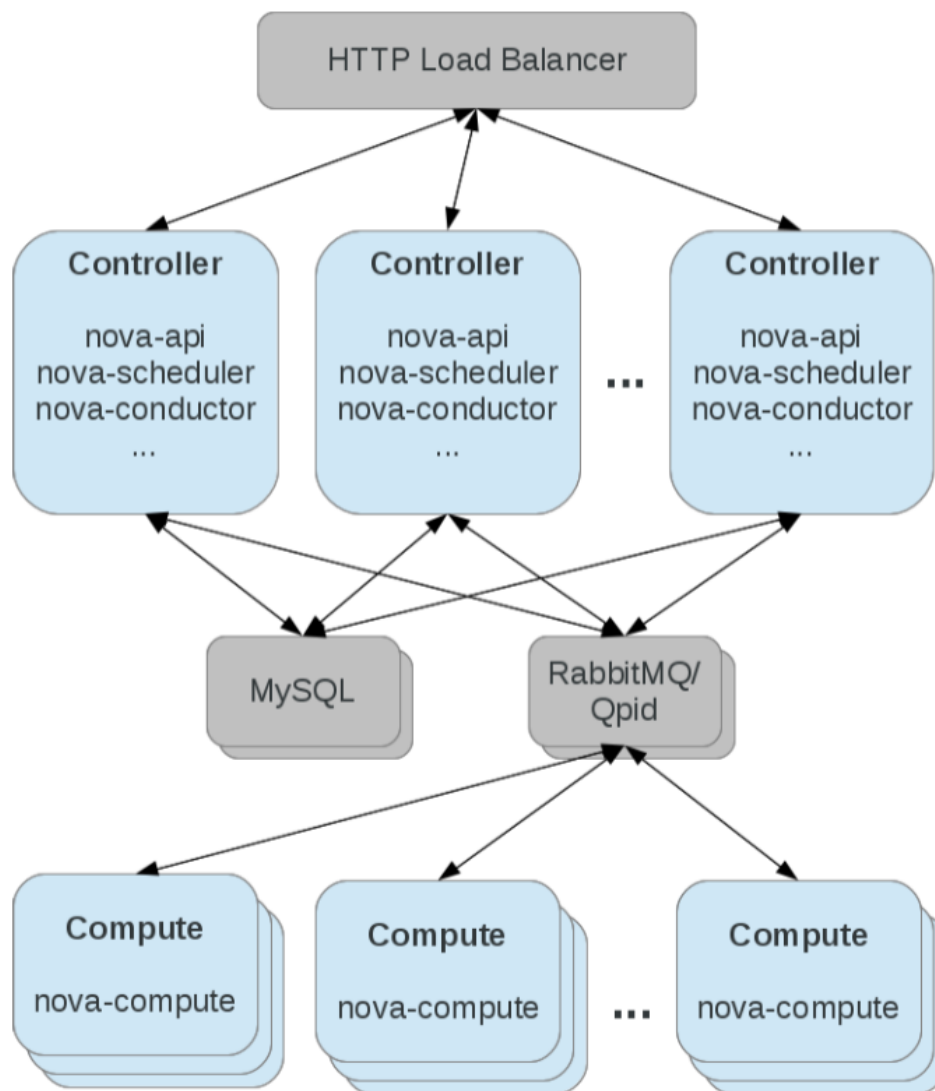 HTTP Load Balancer
Controller
nova-api
nova-scheduler
nova-conductor
...
Controller
nova-api
nova-scheduler
nova-conductor
...
...
Controller
nova-api
nova-scheduler
nova-conductor
...
MySQL
RabbitMQ/
Qpid
Compute
nova-compute
Compute
nova-compute
...
Compute
nova-compute